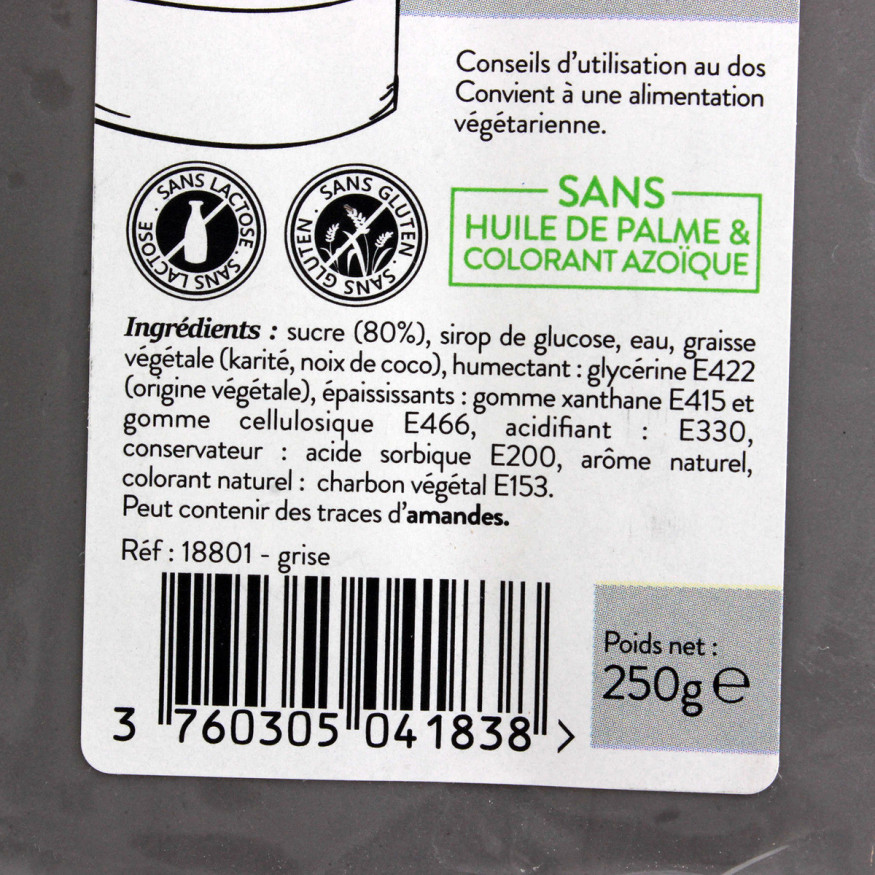 Conseils d'utilisation au dos
Convient à une alimentation
végétarienne.
SANS LACTOSE . SANS LACTOSE .
SANS GLUTEN . SANS GLUTEN .
SANS
HUILE DE PALME &
COLORANT AZOÏQUE
Ingrédients : sucre (80%), sirop de glucose, eau, graisse
végétale (karité, noix de coco), humectant : glycérine E422
(origine végétale), épaississants : gomme xanthane E415 et
gomme cellulosique E466, acidifiant : E330,
conservateur : acide sorbique E200, arôme naturel,
colorant naturel : charbon végétal E153.
Peut contenir des traces d'amandes.
Réf : 18801 - grise
Poids net :
250g e
3 760305 041838 >